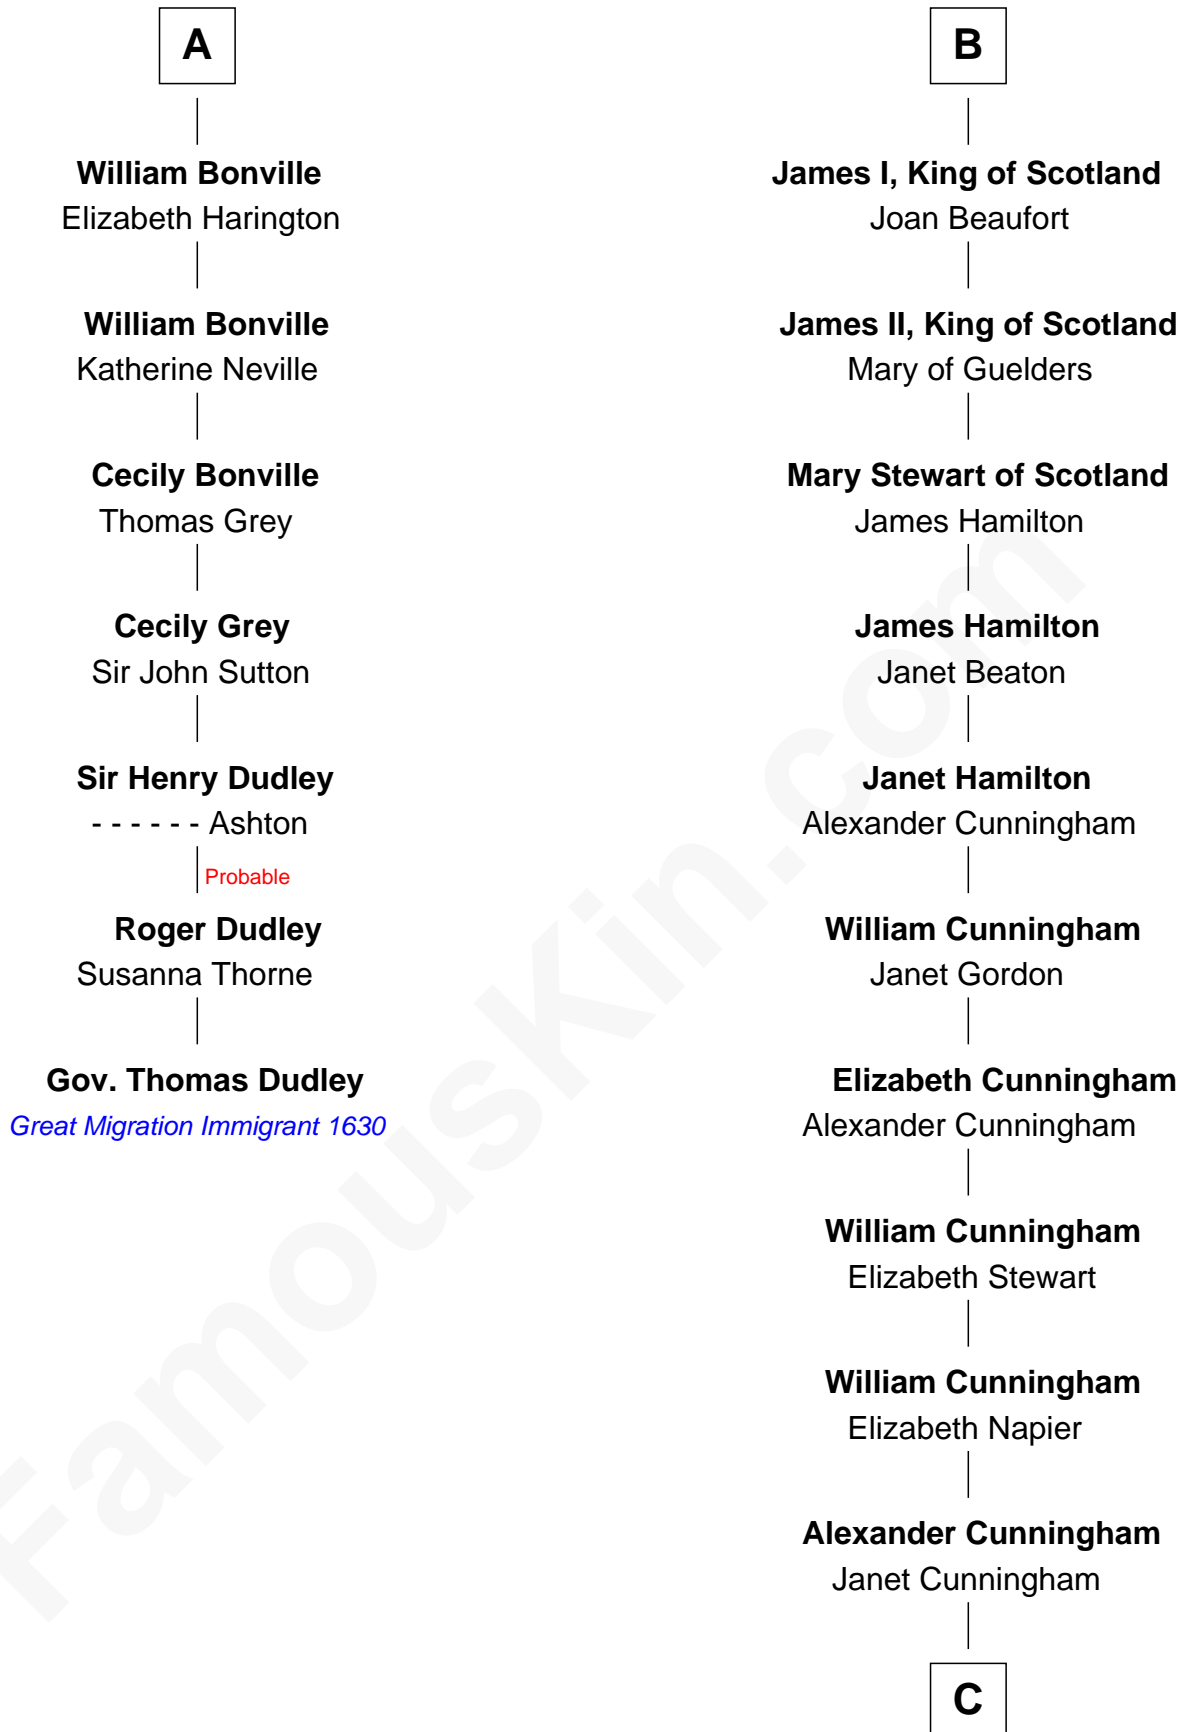 A
William Bonville
Elizabeth Harington
William Bonville
Katherine Neville
Cecily Bonville
Thomas Grey
Cecily Grey
Sir John Sutton
Sir Henry Dudley
- - - - - - Ashton
Probable
Roger Dudley
Susanna Thorne
Gov. Thomas Dudley
Great Migration Immigrant 1630
B
James I, King of Scotland
Joan Beaufort
James II, King of Scotland
Mary of Guelders
Mary Stewart of Scotland
James Hamilton
James Hamilton
Janet Beaton
Janet Hamilton
Alexander Cunningham
William Cunningham
Janet Gordon
Elizabeth Cunningham
Alexander Cunningham
William Cunningham
Elizabeth Stewart
William Cunningham
Elizabeth Napier
Alexander Cunningham
Janet Cunningham
C
FamousKin.com